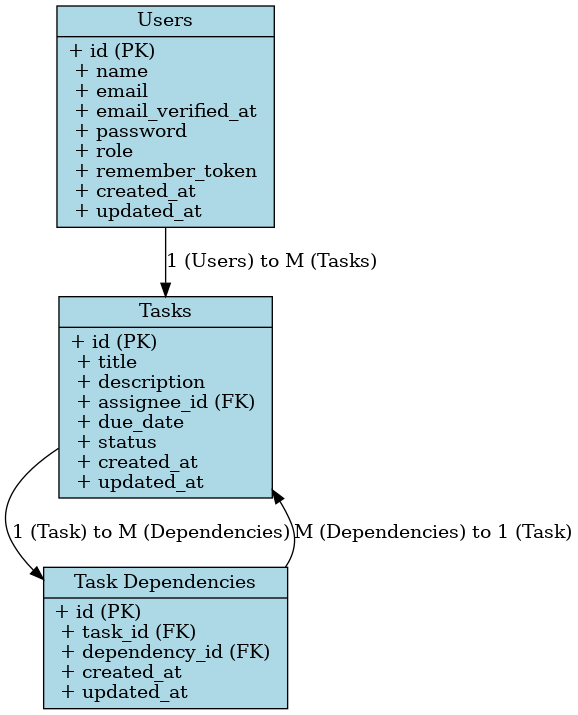 Users
+ id (PK)
+ name
+ email
+ email_verified_at
+ password
+ role
+ remember_token
+ created_at
+ updated_at
1 (Users) to M (Tasks)
Tasks
+ id (PK)
+ title
+ description
+ assignee_id (FK)
+ due_date
+ status
+ created_at
+ updated_at
1 (Task) to M (Dependencies)
M (Dependencies) to 1 (Task)
Task Dependencies
+ id (PK)
+ task_id (FK)
+ dependency_id (FK)
+ created_at
+ updated_at